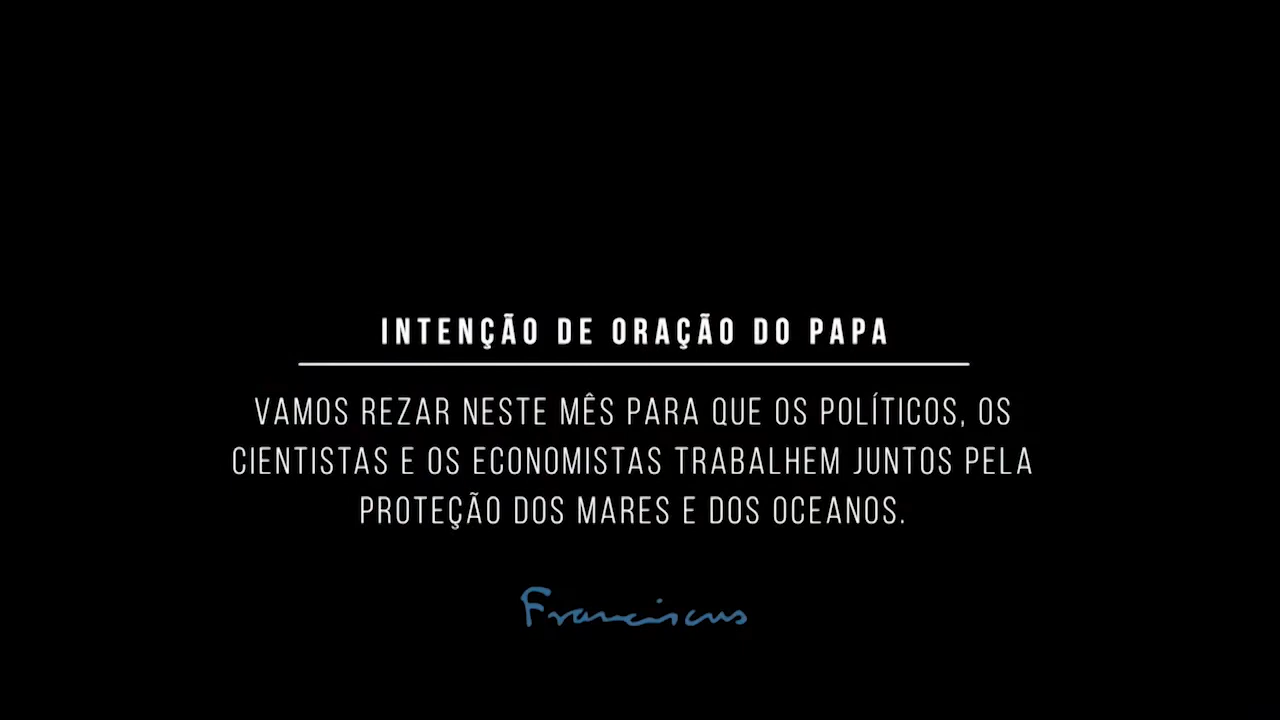 INTENÇÃO DE ORAÇÃO DO PAPA
VAMOS REZAR NESTE MÊS PARA QUE OS POLÍTICOS, OS
CIENTISTAS E OS ECONOMISTAS TRABALHEM JUNTOS PELA
PROTEÇÃO DOS MARES E DOS OCEANOS.
Franciscus